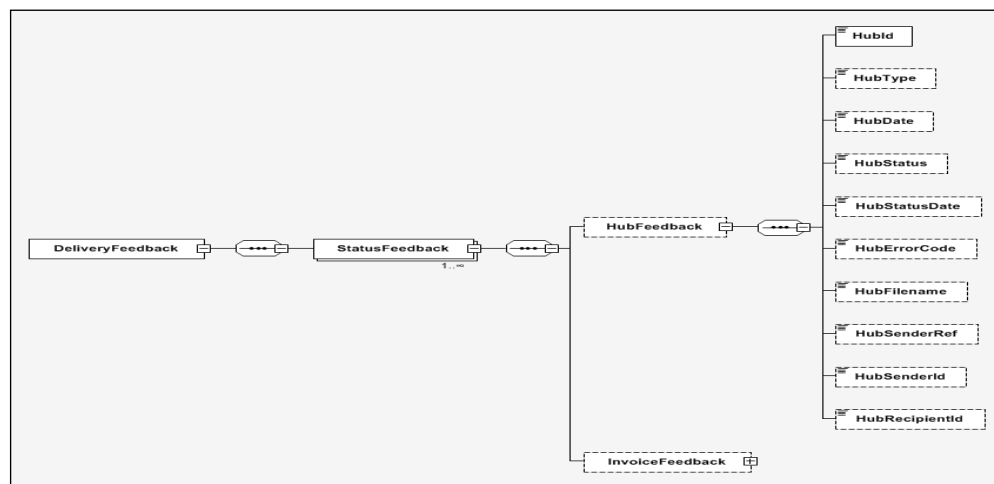 HubId
HubType
HubDate
HubStatus
HubStatusDate
DeliveryFeedback
StatusFeedback
1..∞
HubFeedback
HubErrorCode
HubFilename
HubSenderRef
HubSenderId
HubRecipientId
InvoiceFeedback